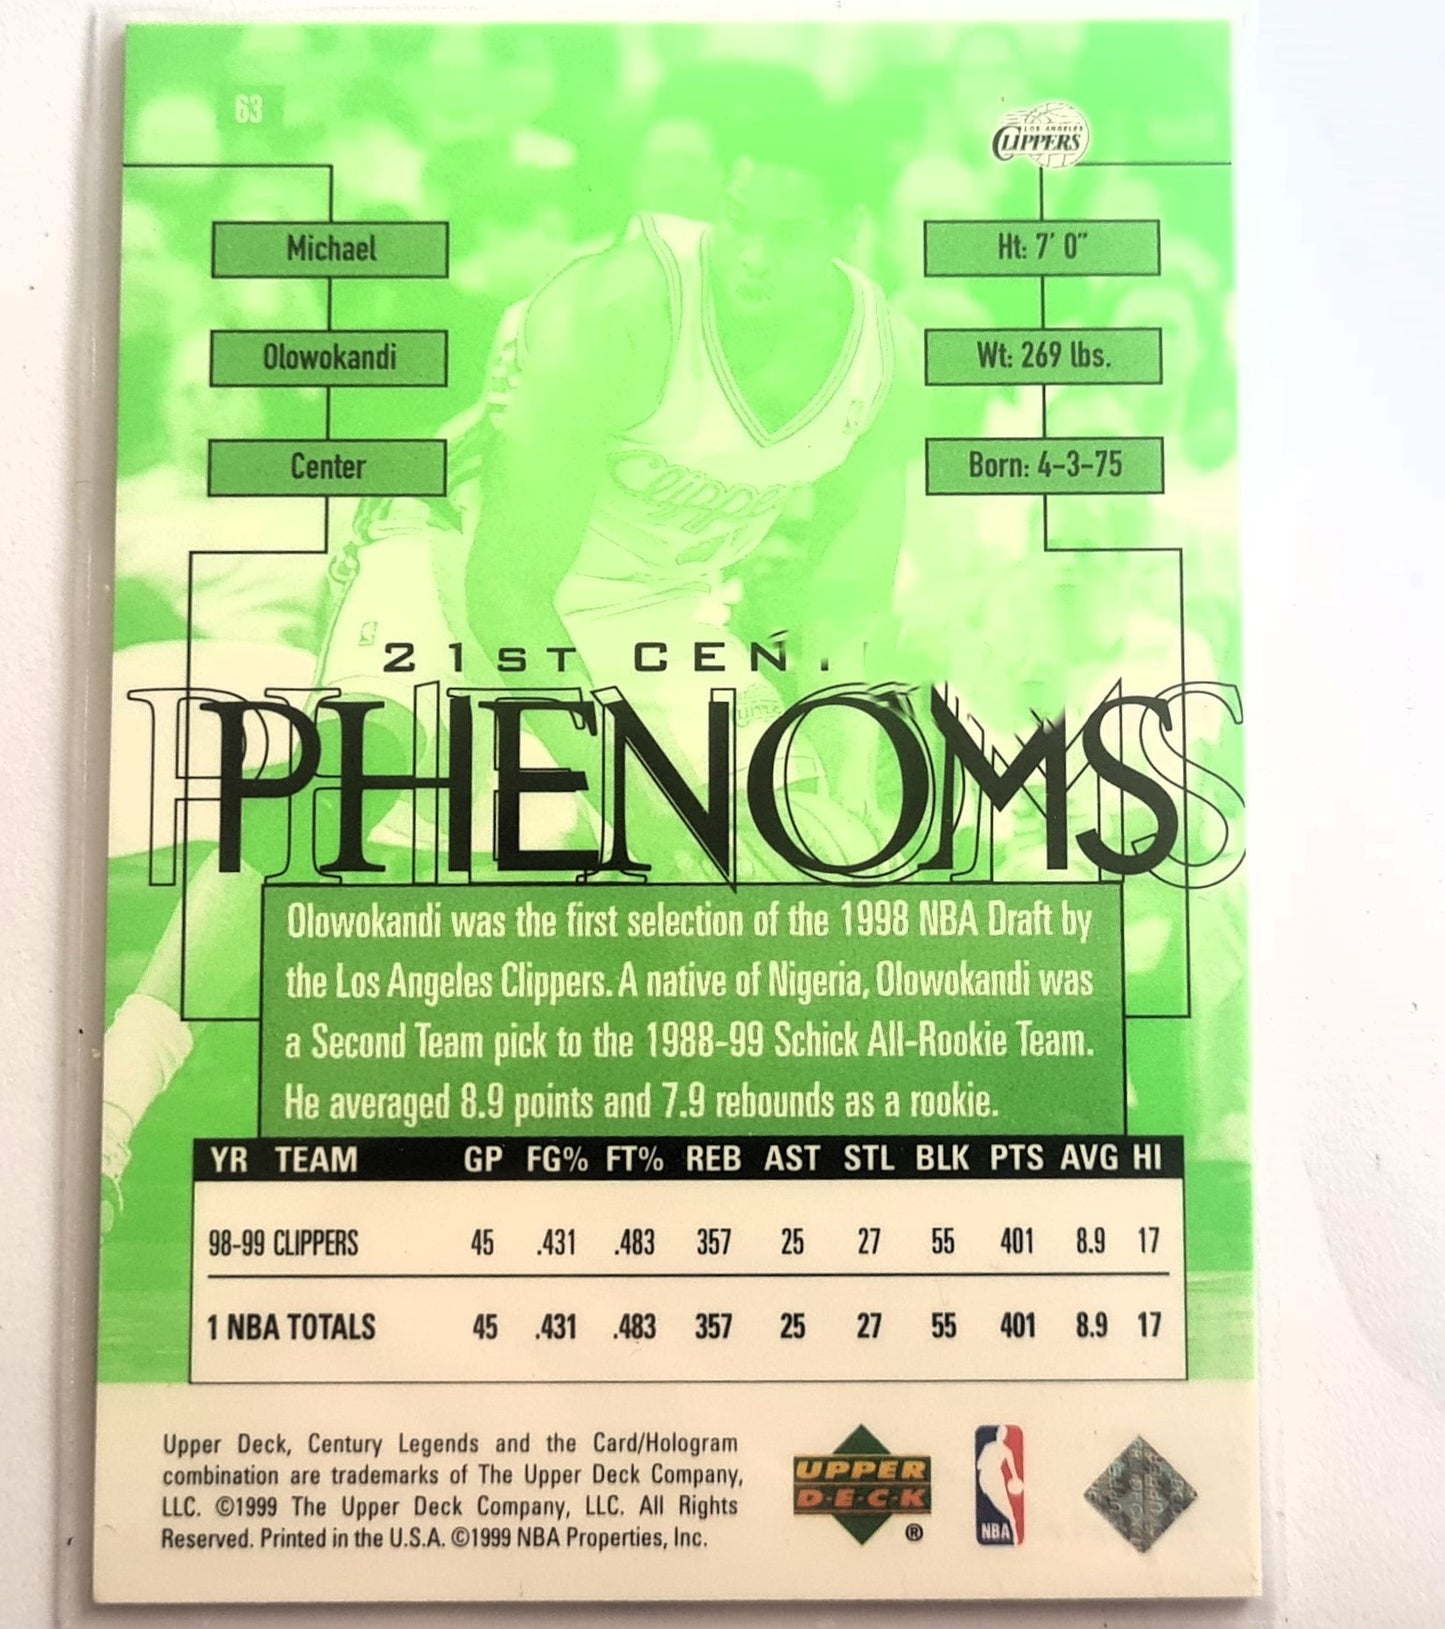 63
LOS ANGELES
CLIPPERS
Michael
Olowokandi
Center
Ht: 7' 0"
Wt: 269 lbs.
Born: 4-3-75
21ST
PHENOMS
Olowokandi was the first selection of the 1998 NBA Draft by
the Los Angeles Clippers. A native of Nigeria, Olowokandi was
a Second Team pick to the 1988-99 Schick All-Rookie Team.
He averaged 8.9 points and 7.9 rebounds as a rookie.
YR TEAM GP FG% FT% REB AST STL BLK PTS AVG HI
98-99 CLIPPERS 45 .431 .483 357 25 27 55 401 8.9 17
1 NBA TOTALS 45 .431 .483 357 25 27 55 401 8.9 17
Upper Deck, Century Legends and the Card/Hologram
combination are trademarks of The Upper Deck Company,
LLC. ©1999 The Upper Deck Company, LLC. All Rights
Reserved. Printed in the U.S.A. ©1999 NBA Properties, Inc.
UPPER
D·E·C·K
®
NBA